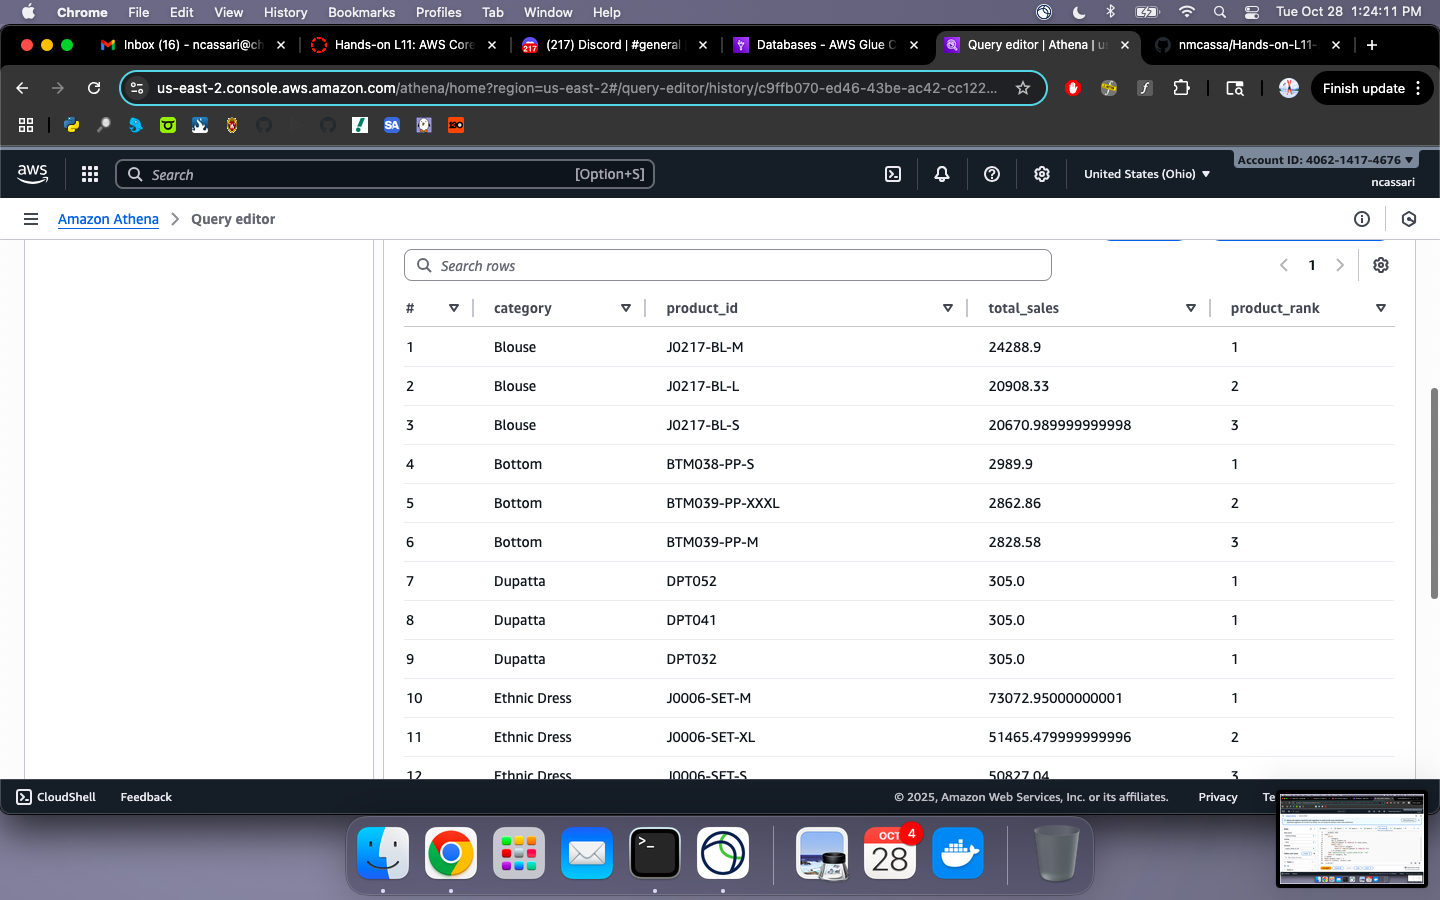 Chrome File Edit View History Bookmarks Profiles Tab Window Help Tue Oct 28 1:24:11 PM
Inbox (16) - ncassari@ch Hands-on L11: AWS Core (217) Discord | #general Databases - AWS Glue C Query editor | Athena | us nmcassa/Hands-on-L11-
217
us-east-2.console.aws.amazon.com/athena/home?region=us-east-2#/query-editor/history/c9ffb070-ed46-43be-ac42-cc122... Finish update
SA 130
aws Search [Option+S] United States (Ohio) Account ID: 4062-1417-4676
ncassari
Amazon Athena Query editor
Search rows 1
# category product_id total_sales product_rank
1 Blouse J0217-BL-M 24288.9 1
2 Blouse J0217-BL-L 20908.33 2
3 Blouse J0217-BL-S 20670.989999999998 3
4 Bottom BTM038-PP-S 2989.9 1
5 Bottom BTM039-PP-XXXL 2862.86 2
6 Bottom BTM039-PP-M 2828.58 3
7 Dupatta DPT052 305.0 1
8 Dupatta DPT041 305.0 1
9 Dupatta DPT032 305.0 1
10 Ethnic Dress J0006-SET-M 73072.95000000001 1
11 Ethnic Dress J0006-SET-XL 51465.479999999996 2
12 Ethnic Dress J0006-SET-S 50827.04 3
CloudShell Feedback © 2025, Amazon Web Services, Inc. or its affiliates. Privacy Te
OCT 4
28